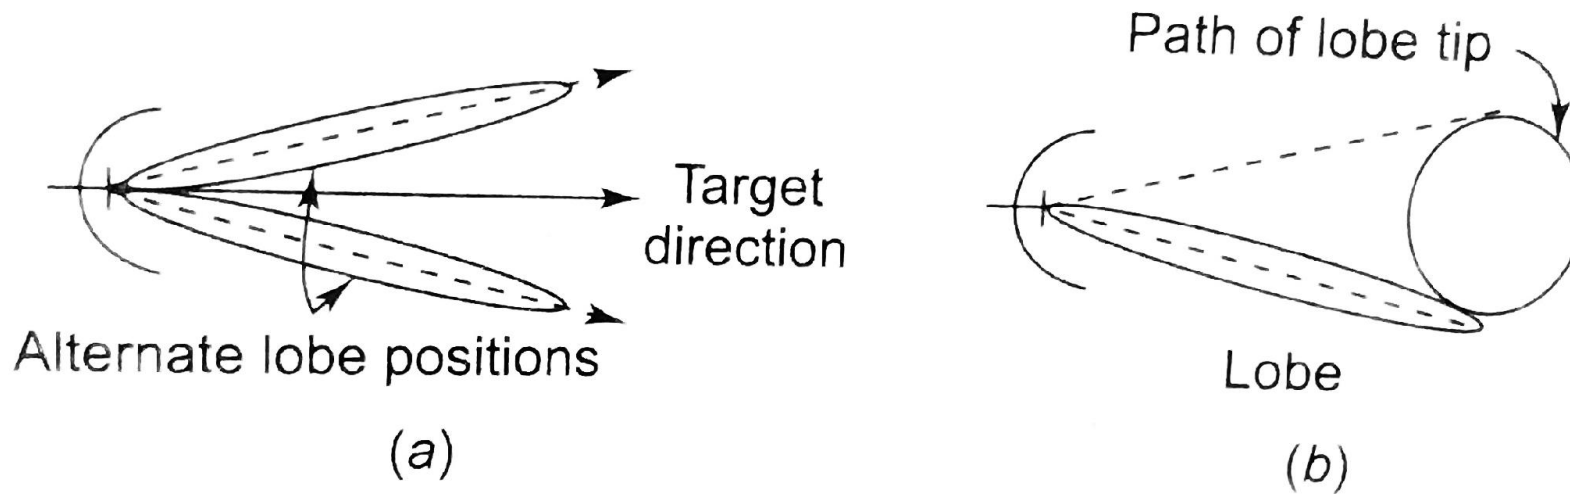 Path of lobe tip
Target
direction
Alternate lobe positions
Lobe
(a)
(b)